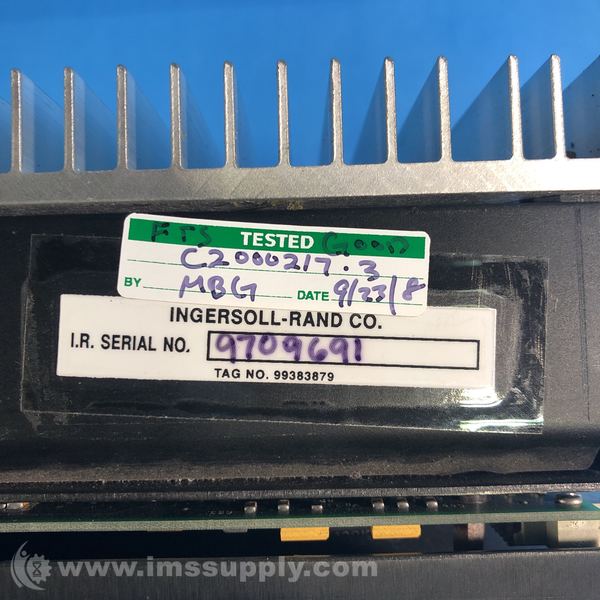 FTS TESTED GOOD
C2000217.3
BY MBG DATE 9/23/8
INGERSOLL-RAND CO.
I.R. SERIAL NO. 9709691
TAG NO. 99383879
www.imssupply.com